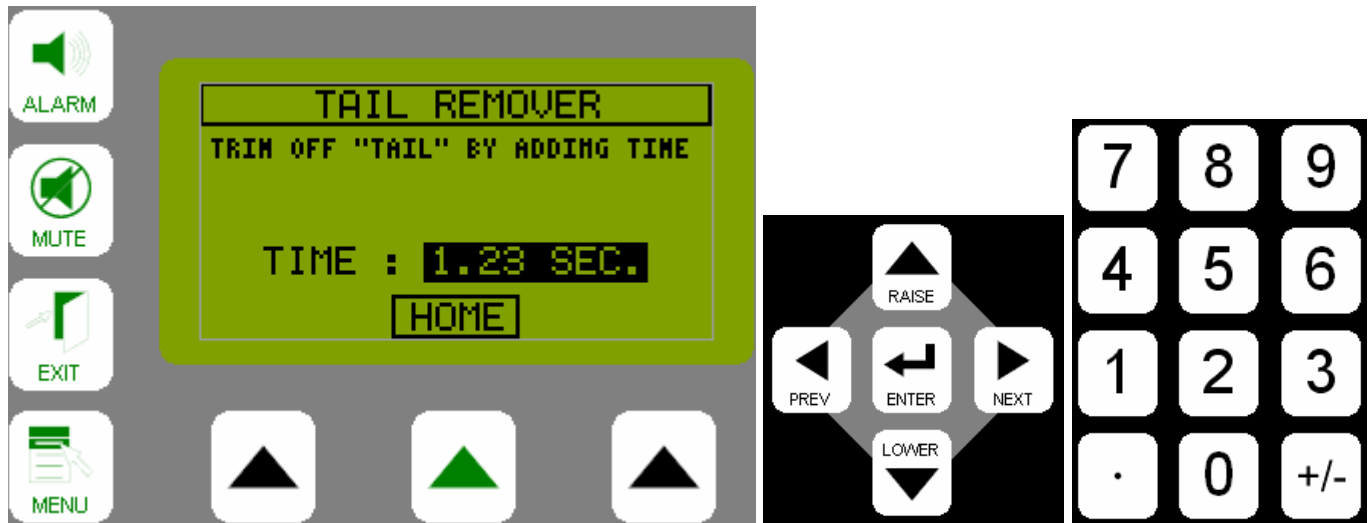 ALARM
MUTE
EXIT
MENU
TAIL REMOVER
TRIM OFF "TAIL" BY ADDING TIME
TIME : 1.23 SEC.
HOME
RAISE
PREV
ENTER
NEXT
LOWER
7 8 9
4 5 6
1 2 3
. 0 +/-